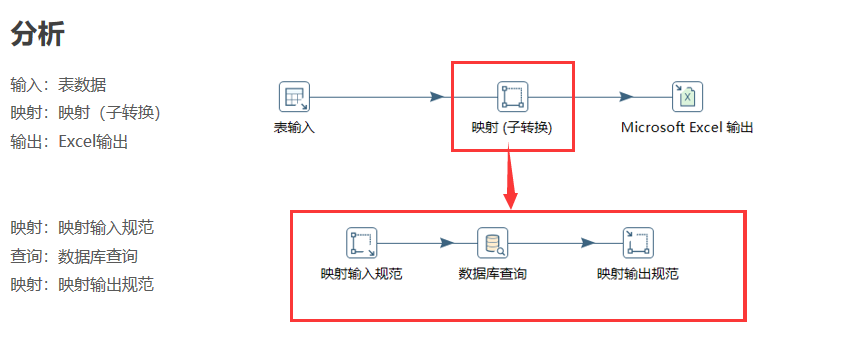 分析
输入：表数据
映射：映射（子转换）
输出：Excel输出
表输入
映射 (子转换)
Microsoft Excel 输出
映射：映射输入规范
查询：数据库查询
映射：映射输出规范
映射输入规范
数据库查询
映射输出规范